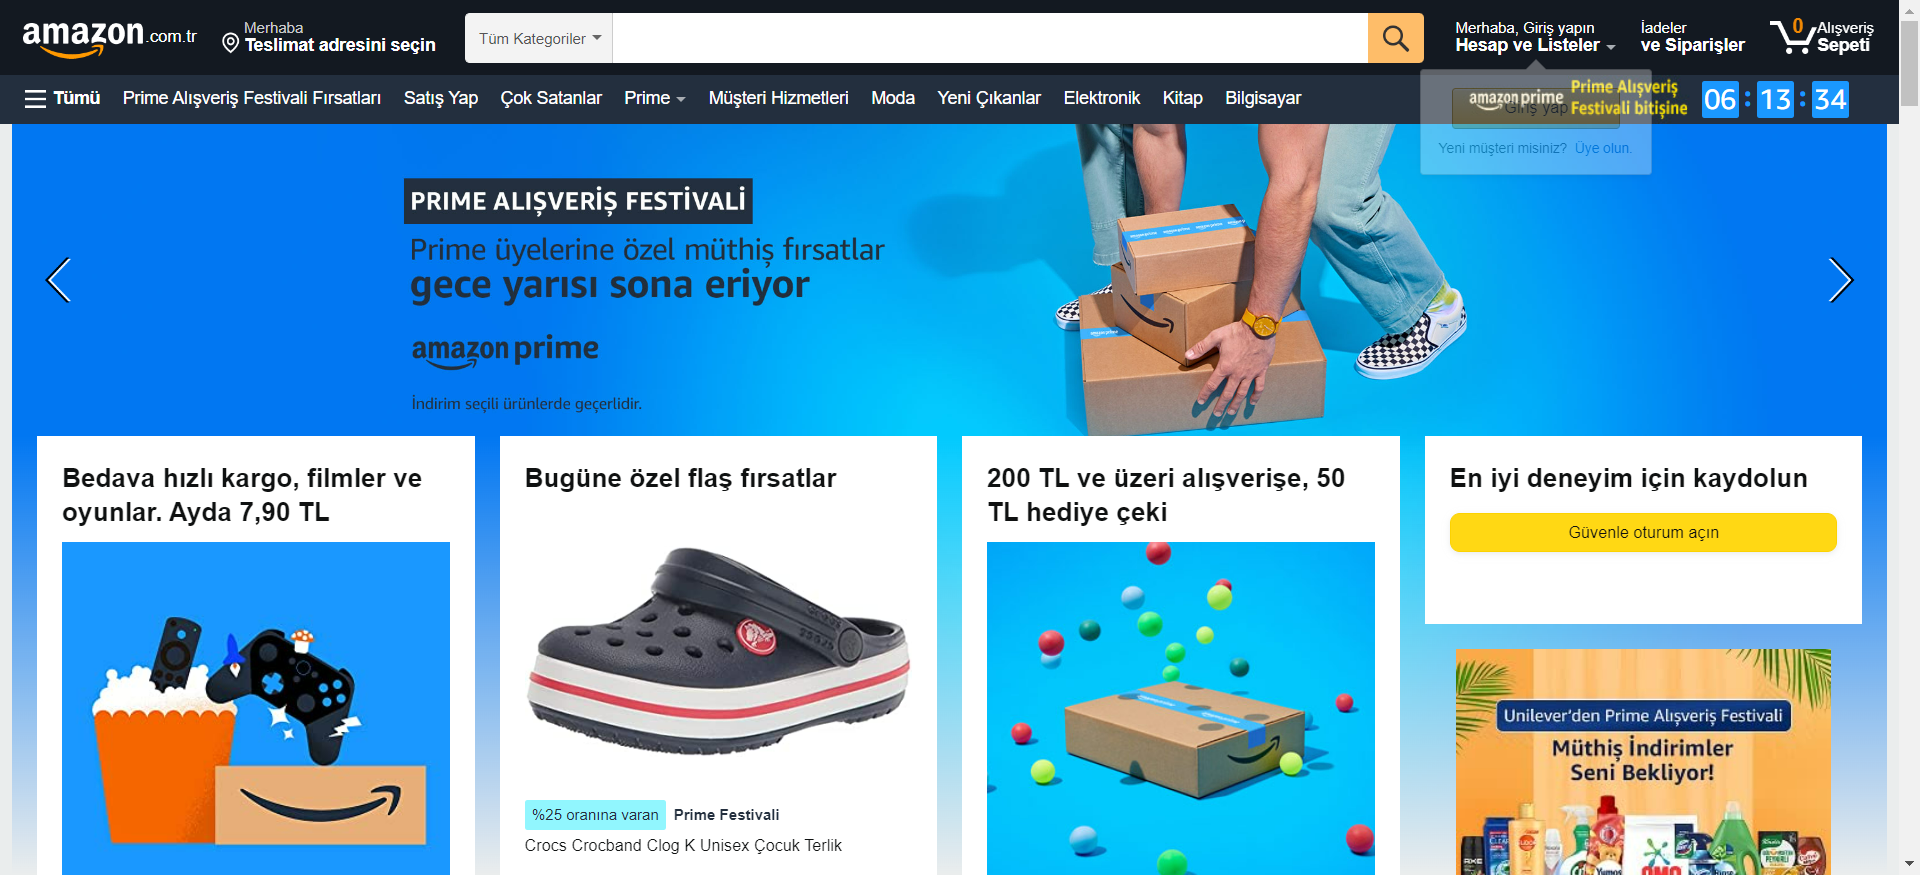 amazon.com.tr
Merhaba
Teslimat adresini seçin
Tüm Kategoriler
Merhaba, Giriş yapın
Hesap ve Listeler
İadeler
ve Siparişler
0
Alışveriş
Sepeti
Tümü
Prime Alışveriş Festivali Fırsatları
Satış Yap
Çok Satanlar
Prime
Müşteri Hizmetleri
Moda
Yeni Çıkanlar
Elektronik
Kitap
Bilgisayar
amazon prime
Prime Alışveriş
Festivali bitişine
06 : 13 : 34
Giriş yap
Yeni müşteri misiniz? Üye olun.
PRIME ALIŞVERİŞ FESTİVALİ
Prime üyelerine özel müthiş fırsatlar
gece yarısı sona eriyor
amazon prime
İndirim seçili ürünlerde geçerlidir.
Bedava hızlı kargo, filmler ve
oyunlar. Ayda 7,90 TL
Bugüne özel flaş fırsatlar
%25 oranına varan
Prime Festivali
Crocs Crocband Clog K Unisex Çocuk Terlik
200 TL ve üzeri alışverişe, 50
TL hediye çeki
En iyi deneyim için kaydolun
Güvenle oturum açın
Unilever'den Prime Alışveriş Festivali
Müthiş İndirimler
Seni Bekliyor!
AXE
CLEAR
Yumoş
OMO